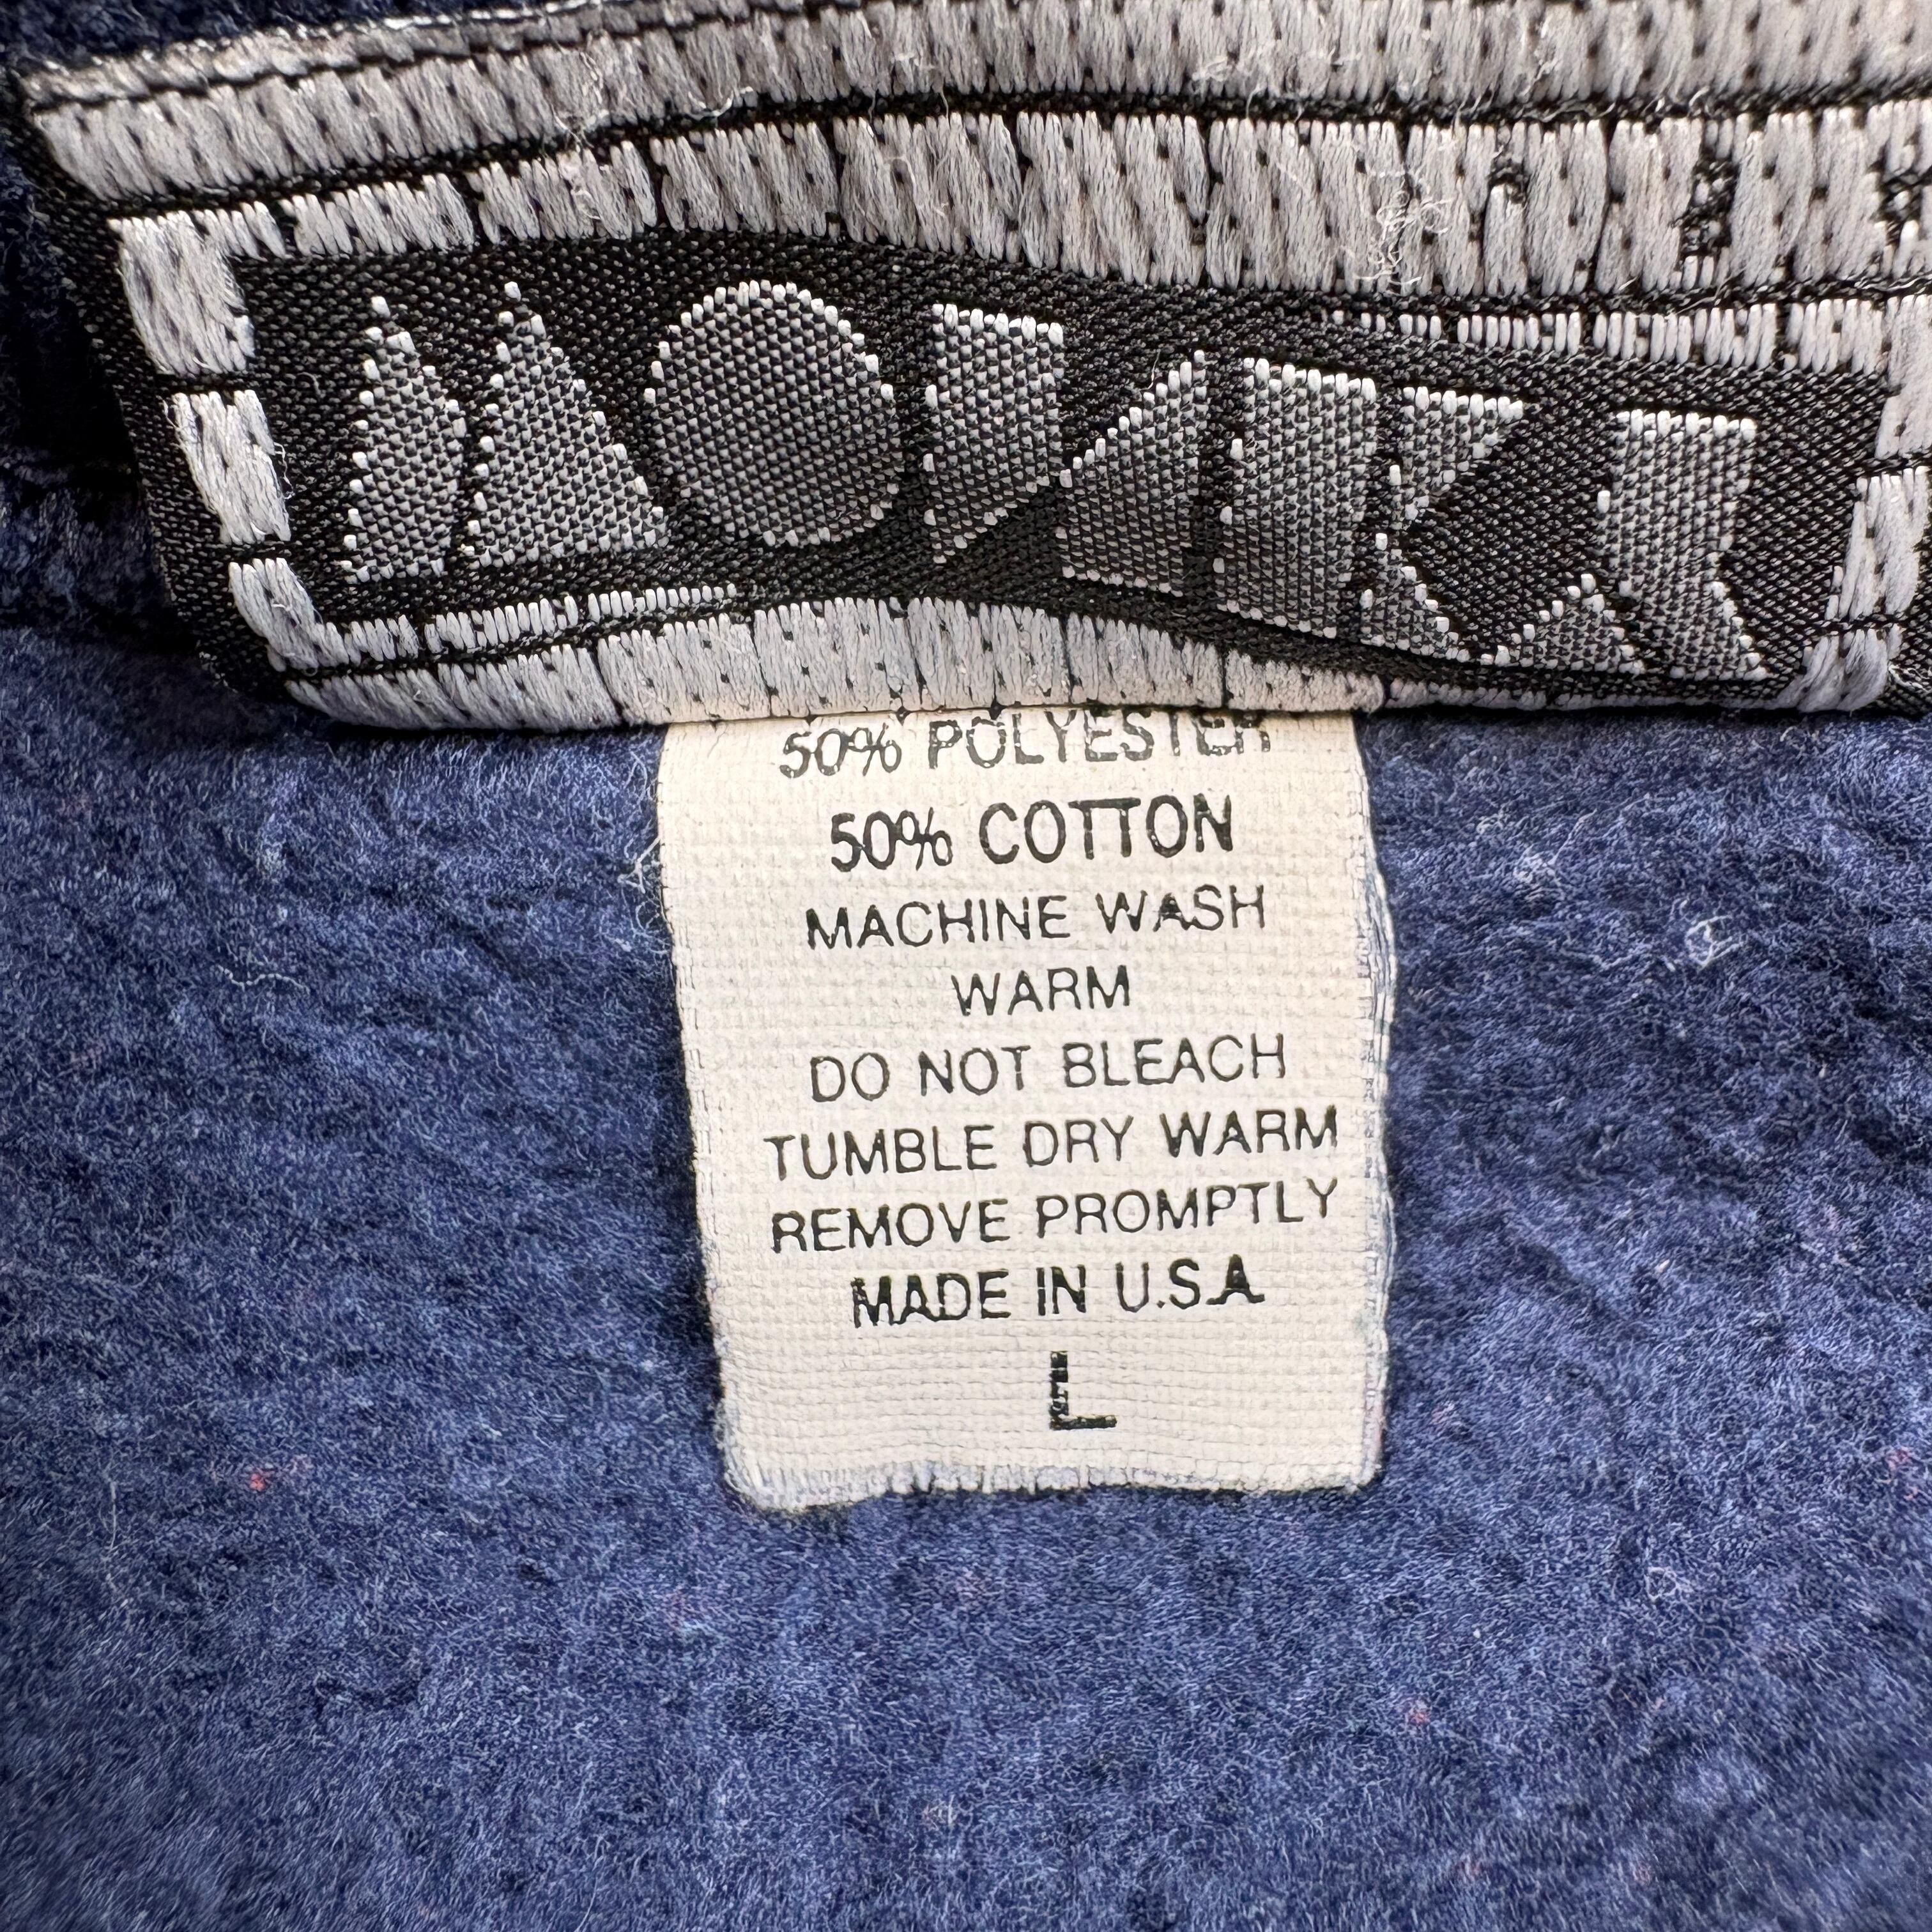 50% POLYESTER
50% COTTON
MACHINE WASH
WARM
DO NOT BLEACH
TUMBLE DRY WARM
REMOVE PROMPTLY
MADE IN U.S.A
L